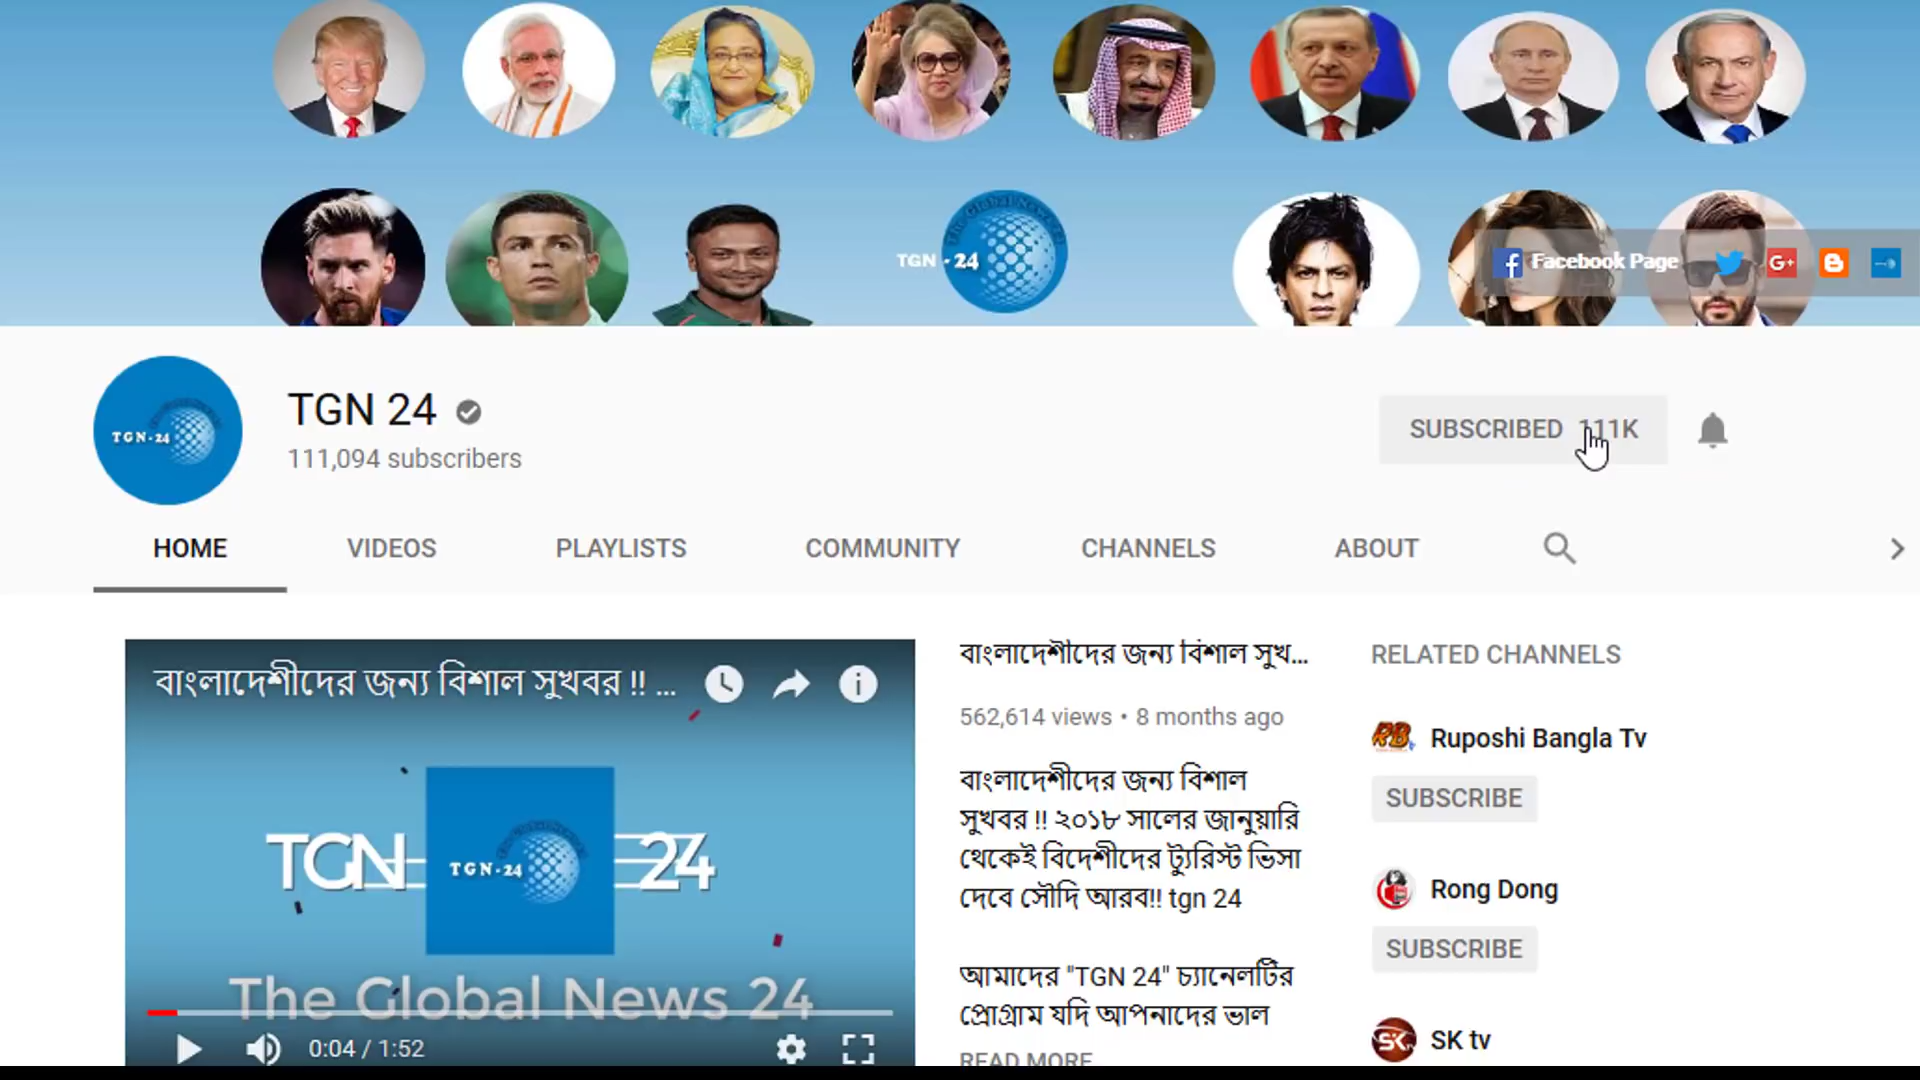 TGN - 24
Facebook Page
TGN 24
111,094 subscribers
SUBSCRIBED 111K
TGN-24
HOME VIDEOS PLAYLISTS COMMUNITY CHANNELS ABOUT
বাংলাদেশীদের জন্য বিশাল সুখবর !! ...
TGN 24
TGN-24
The Global News 24
0:04 / 1:52
বাংলাদেশীদের জন্য বিশাল সুখ...
562,614 views • 8 months ago
বাংলাদেশীদের জন্য বিশাল
সুখবর !! ২০১৮ সালের জানুয়ারি
থেকেই বিদেশীদের ট্যুরিস্ট ভিসা
দেবে সৌদি আরব!! tgn 24
আমাদের "TGN 24" চ্যানেলটির
প্রোগ্রাম যদি আপনাদের ভাল
READ MORE
RELATED CHANNELS
Ruposhi Bangla Tv
SUBSCRIBE
Rong Dong
SUBSCRIBE
SK tv